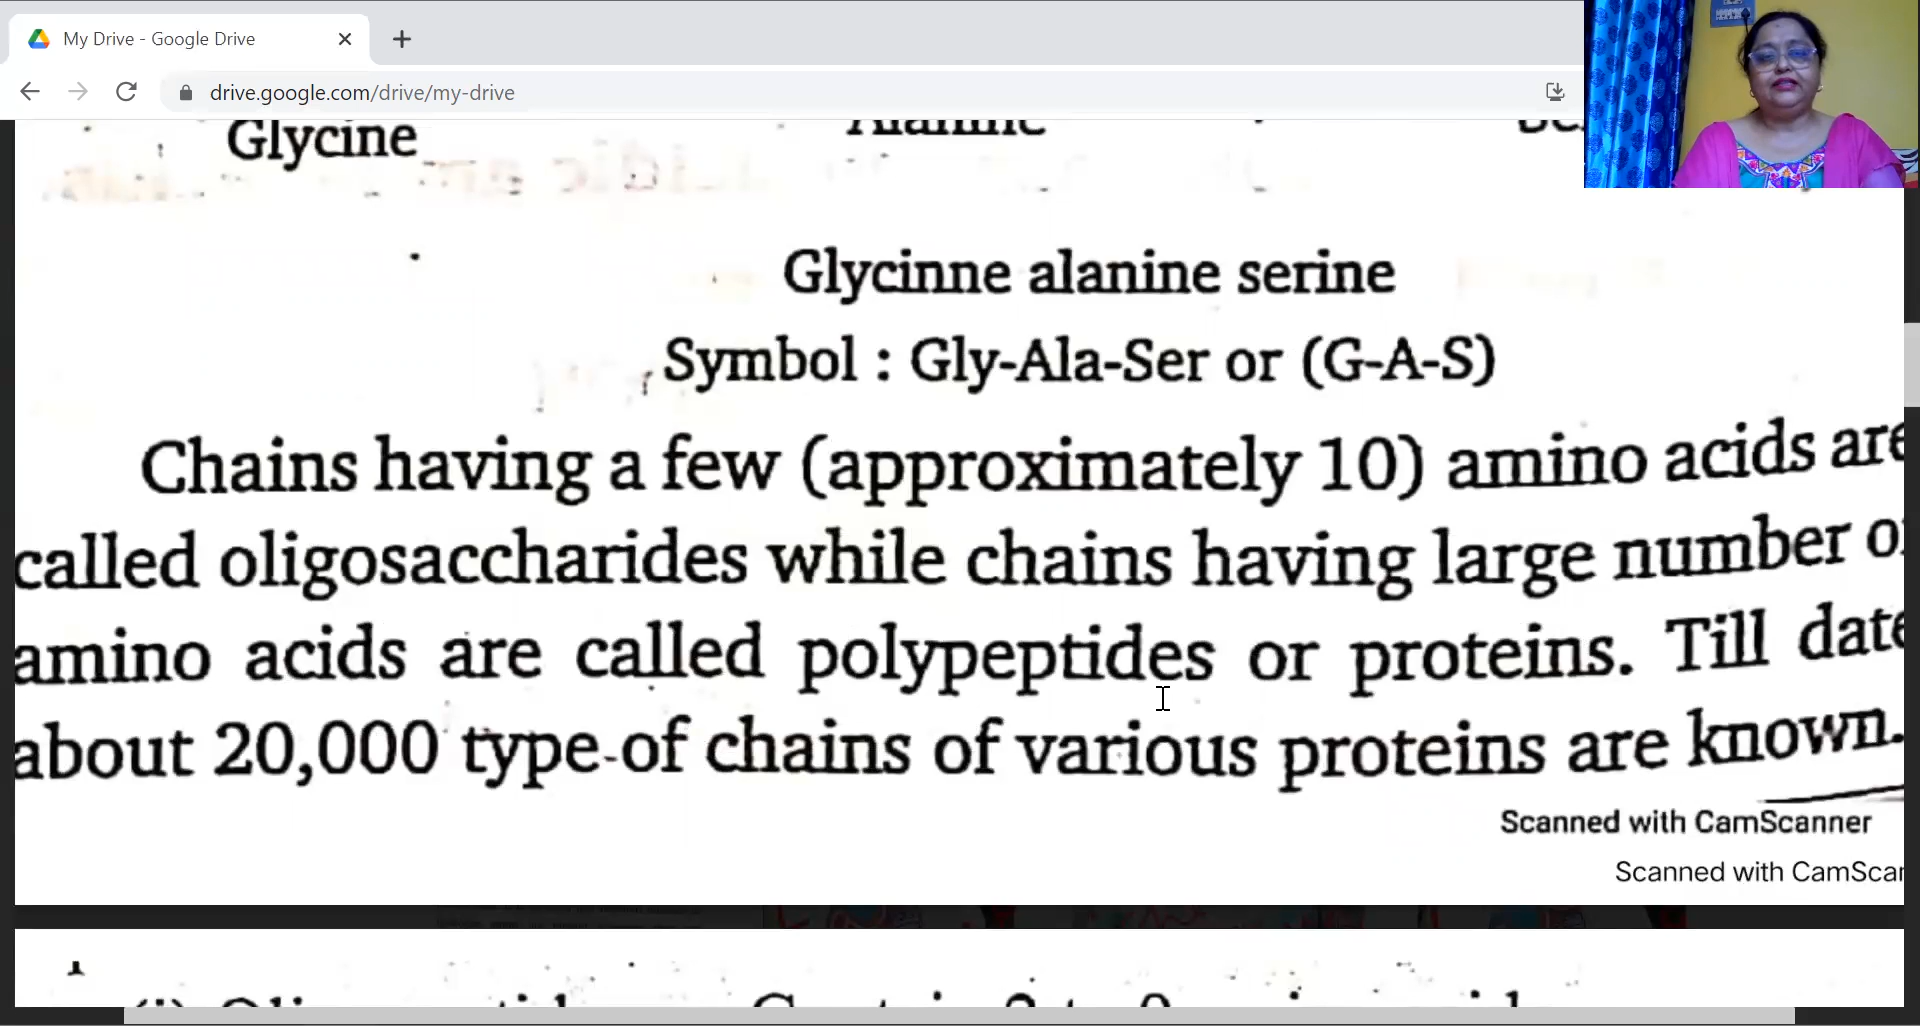 My Drive - Google Drive
drive.google.com/drive/my-drive
Glycine
Alanine
Glycinne alanine serine
Symbol : Gly-Ala-Ser or (G-A-S)
Chains having a few (approximately 10) amino acids are
called oligosaccharides while chains having large number
amino acids are called polypeptides or proteins. Till date
about 20,000 type of chains of various proteins are known.
Scanned with CamScanner
Scanned with CamScan